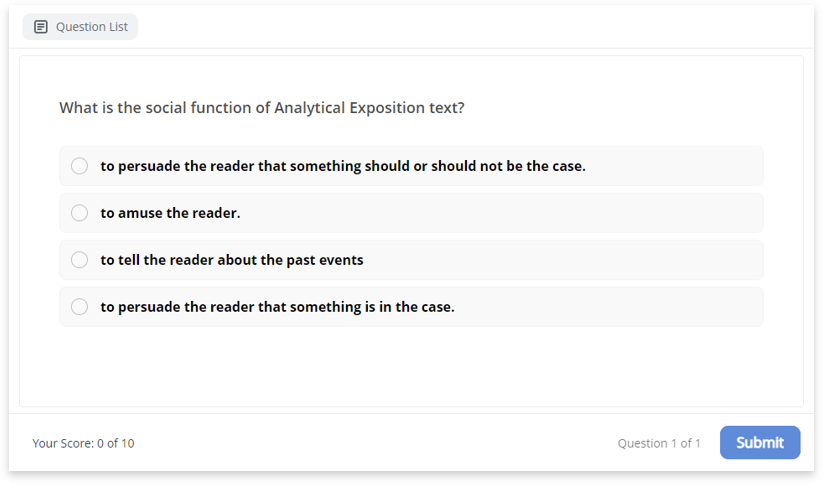 Question List
What is the social function of Analytical Exposition text?
to persuade the reader that something should or should not be the case.
to amuse the reader.
to tell the reader about the past events
to persuade the reader that something is in the case.
Your Score: 0 of 10
Question 1 of 1
Submit